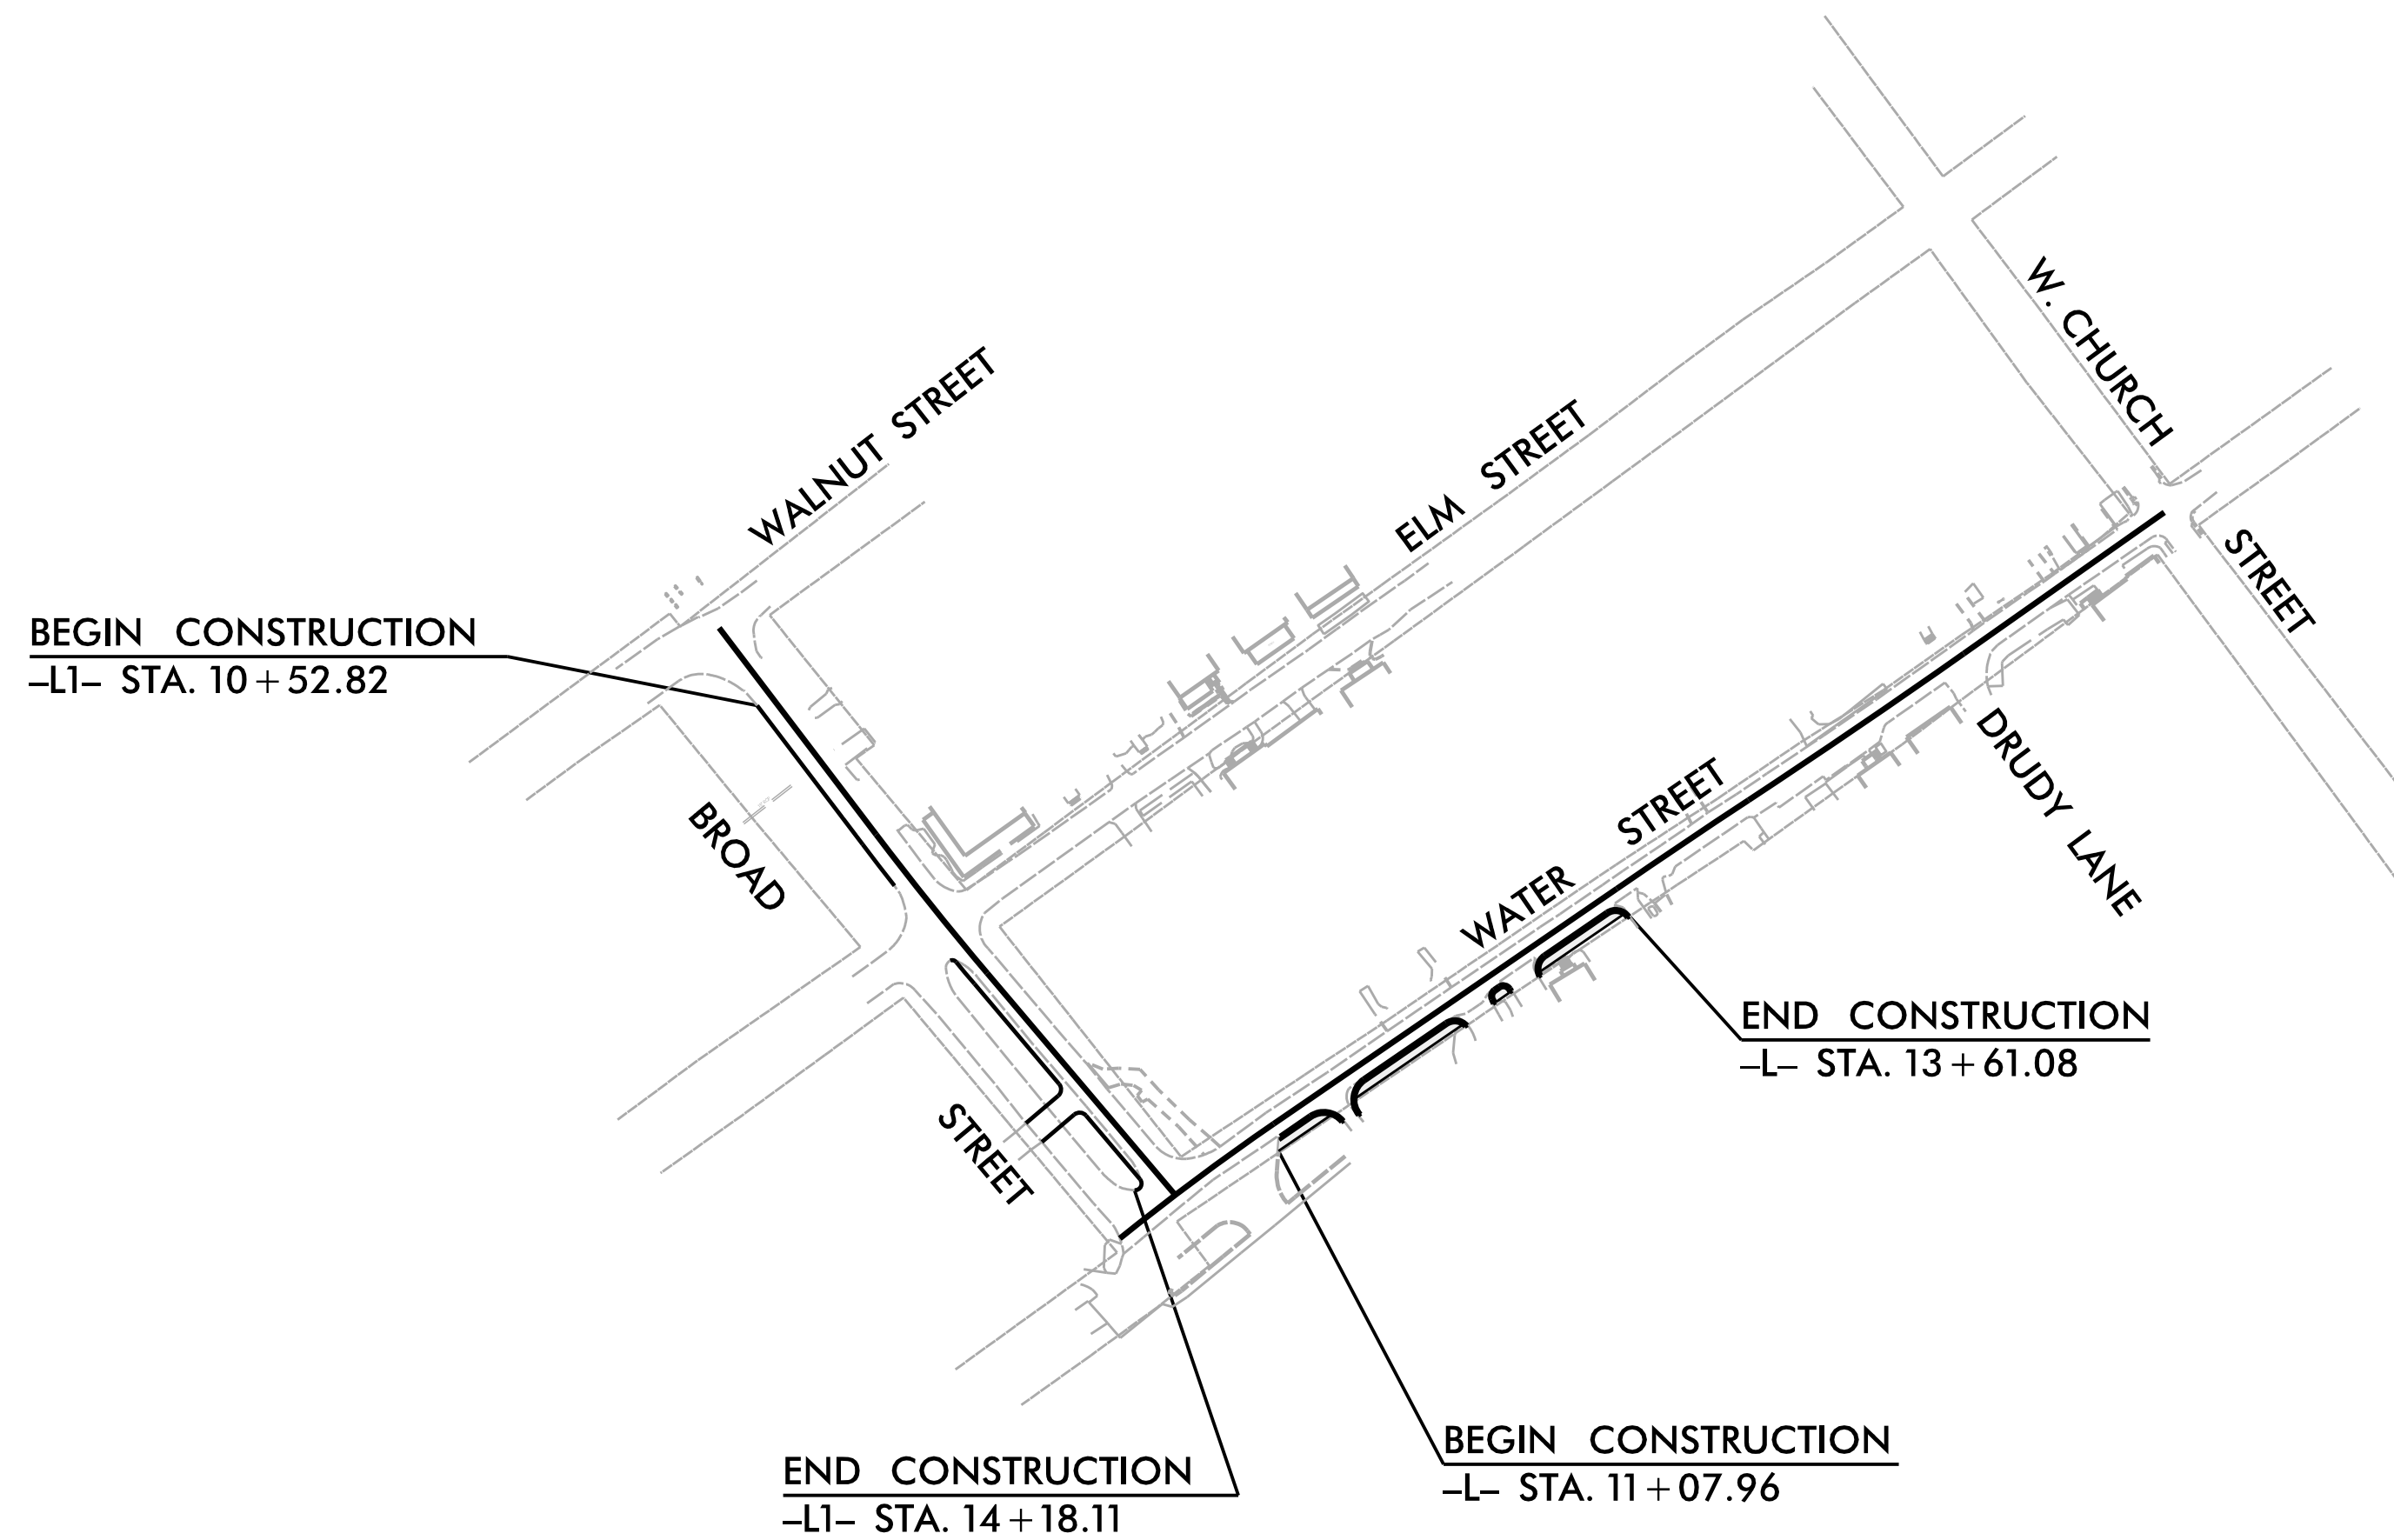 W. CHURCH
STREET
WALNUT STREET
ELM STREET
BEGIN CONSTRUCTION
–L1– STA. 10+52.82
BROAD
STREET
WATER STREET
DRUDY LANE
END CONSTRUCTION
–L– STA. 13+61.08
BEGIN CONSTRUCTION
–L– STA. 11+07.96
END CONSTRUCTION
–L1– STA. 14+18.11